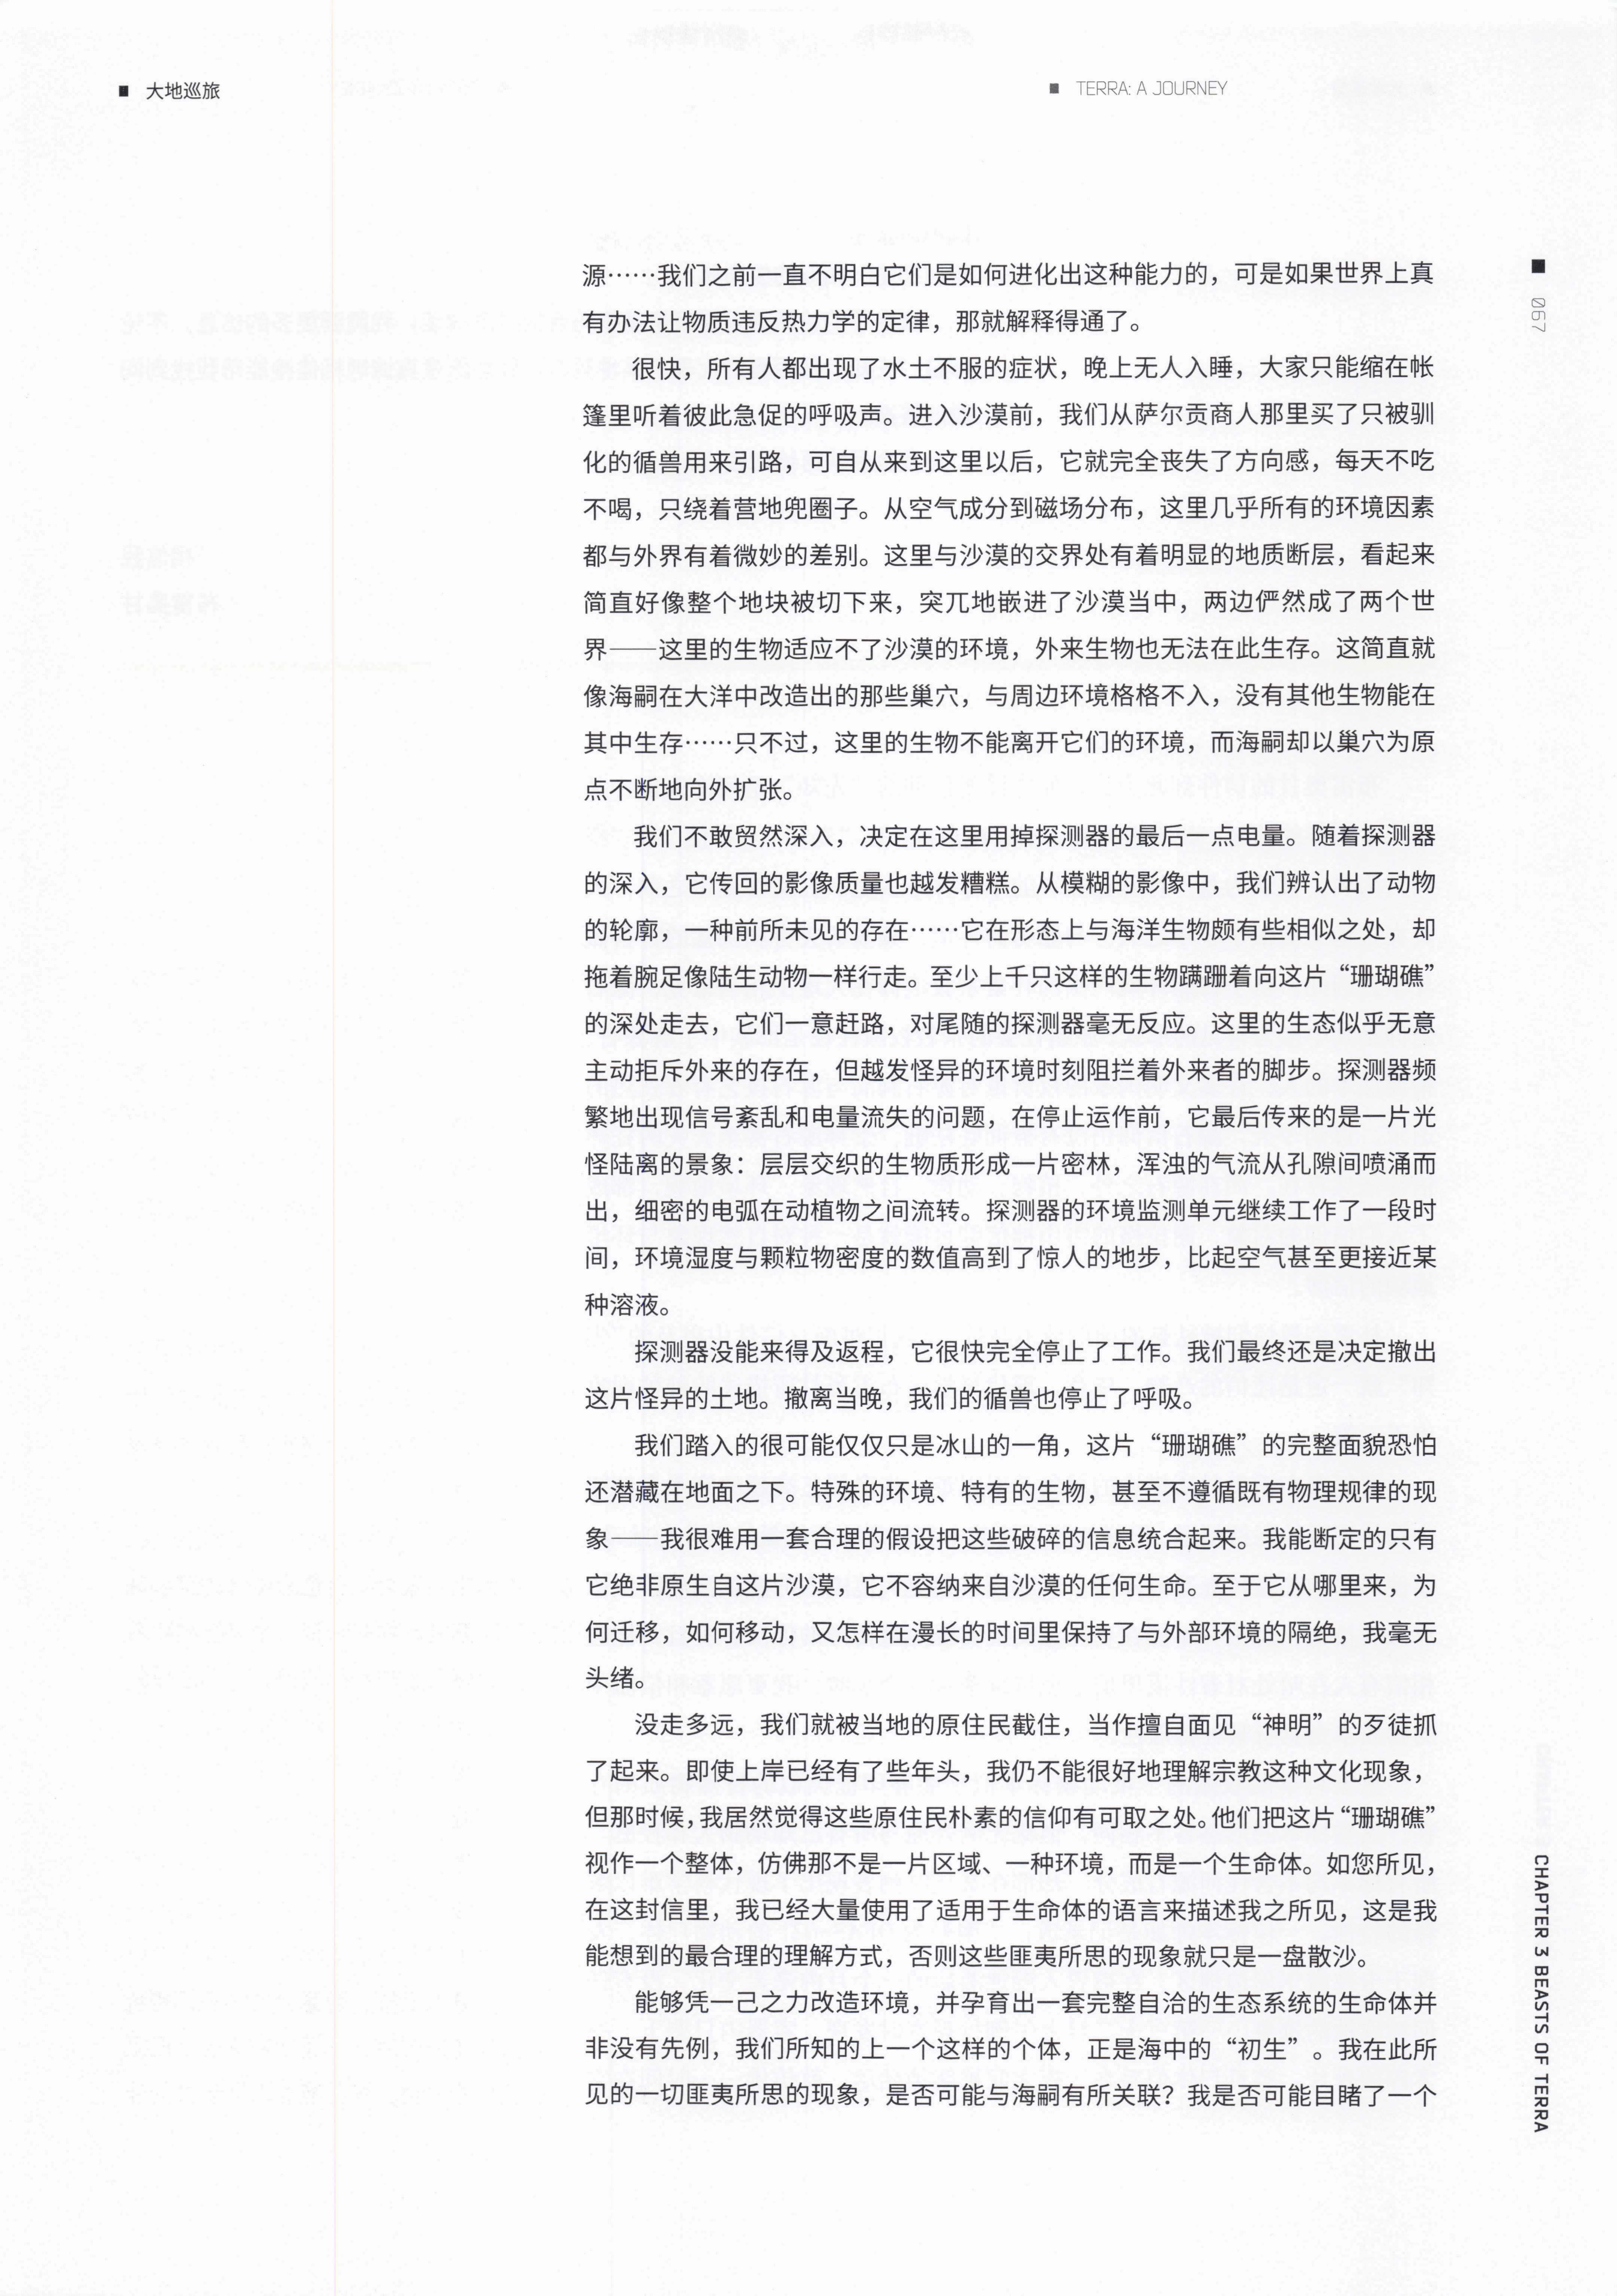 大地巡旅
TERRA: A JOURNEY
067
源……我们之前一直不明白它们是如何进化出这种能力的，可是如果世界上真
有办法让物质违反热力学的定律，那就解释得通了。
很快，所有人都出现了水土不服的症状，晚上无人入睡，大家只能缩在帐
篷里听着彼此急促的呼吸声。进入沙漠前，我们从萨尔贡商人那里买了只被驯
化的循兽用来引路，可自从来到这里以后，它就完全丧失了方向感，每天不吃
不喝，只绕着营地兜圈子。从空气成分到磁场分布，这里几乎所有的环境因素
都与外界有着微妙的差别。这里与沙漠的交界处有着明显的地质断层，看起来
简直好像整个地块被切下来，突兀地嵌进了沙漠当中，两边俨然成了两个世
界——这里的生物适应不了沙漠的环境，外来生物也无法在此生存。这简直就
像海嗣在大洋中改造出的那些巢穴，与周边环境格格不入，没有其他生物能在
其中生存……只不过，这里的生物不能离开它们的环境，而海嗣却以巢穴为原
点不断地向外扩张。
我们不敢贸然深入，决定在这里用掉探测器的最后一点电量。随着探测器
的深入，它传回的影像质量也越发糟糕。从模糊的影像中，我们辨认出了动物
的轮廓，一种前所未见的存在……它在形态上与海洋生物颇有些相似之处，却
拖着腕足像陆生动物一样行走。至少上千只这样的生物蹒跚着向这片“珊瑚礁”
的深处走去，它们一意赶路，对尾随的探测器毫无反应。这里的生态似乎无意
主动拒斥外来的存在，但越发怪异的环境时刻阻拦着外来者的脚步。探测器频
繁地出现信号紊乱和电量流失的问题，在停止运作前，它最后传来的是一片光
怪陆离的景象：层层交织的生物质形成一片密林，浑浊的气流从孔隙间喷涌而
出，细密的电弧在动植物之间流转。探测器的环境监测单元继续工作了一段时
间，环境湿度与颗粒物密度的数值高到了惊人的地步，比起空气甚至更接近某
种溶液。
探测器没能来得及返程，它很快完全停止了工作。我们最终还是决定撤出
这片怪异的土地。撤离当晚，我们的循兽也停止了呼吸。
我们踏入的很可能仅仅只是冰山的一角，这片“珊瑚礁”的完整面貌恐怕
还潜藏在地面之下。特殊的环境、特有的生物，甚至不遵循既有物理规律的现
象——我很难用一套合理的假设把这些破碎的信息统合起来。我能断定的只有
它绝非原生自这片沙漠，它不容纳来自沙漠的任何生命。至于它从哪里来，为
何迁移，如何移动，又怎样在漫长的时间里保持了与外部环境的隔绝，我毫无
头绪。
没走多远，我们就被当地的原住民截住，当作擅自面见“神明”的歹徒抓
了起来。即使上岸已经有了些年头，我仍不能很好地理解宗教这种文化现象，
但那时候，我居然觉得这些原住民朴素的信仰有可取之处。他们把这片“珊瑚礁”
视作一个整体，仿佛那不是一片区域、一种环境，而是一个生命体。如您所见，
在这封信里，我已经大量使用了适用于生命体的语言来描述我之所见，这是我
能想到的最合理的理解方式，否则这些匪夷所思的现象就只是一盘散沙。
能够凭一己之力改造环境，并孕育出一套完整自洽的生态系统的生命体并
非没有先例，我们所知的上一个这样的个体，正是海中的“初生”。我在此所
见的一切匪夷所思的现象，是否可能与海嗣有所关联？我是否可能目睹了一个
CHAPTER 3 BEASTS OF TERRA